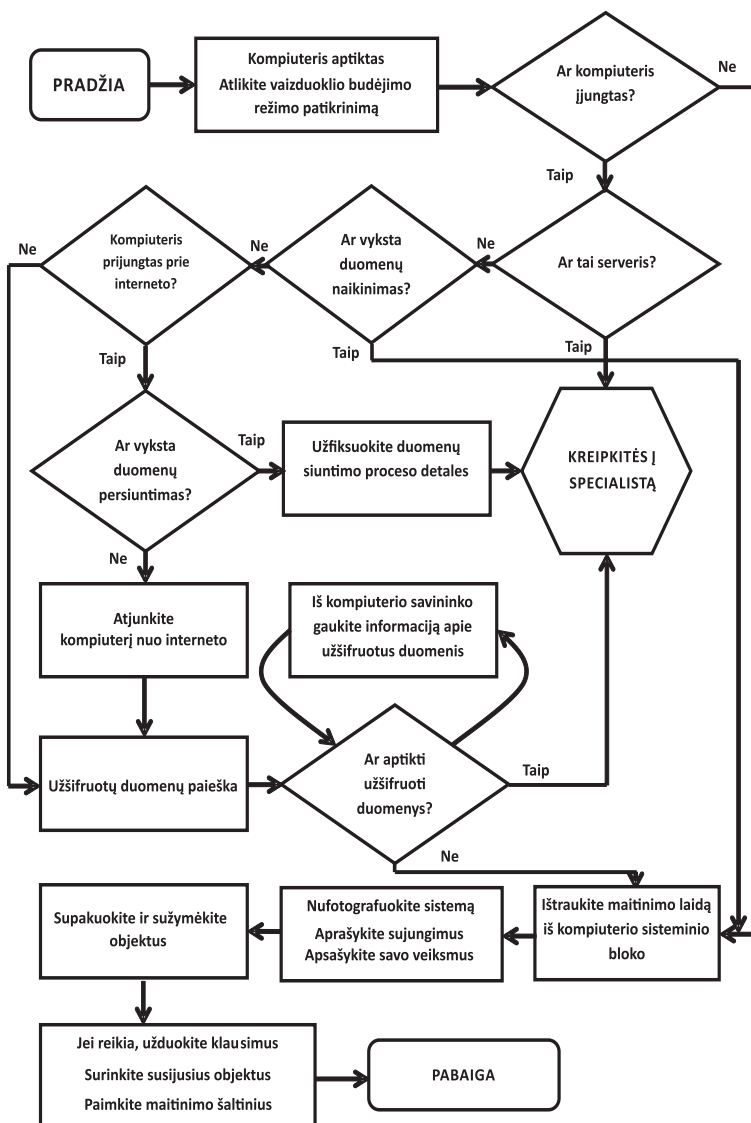 PRADŽIA
Kompiuteris aptiktas
Atlikite vaizduoklio budėjimo
režimo patikrinimą
Ar kompiuteris
įjungtas?
Ne
Taip
Ar tai serveris?
Ne
Taip
Ar vyksta
duomenų
naikinimas?
Ne
Taip
Kompiuteris
prijungtas prie
interneto?
Ne
Taip
Ar vyksta
duomenų
persiuntimas?
Taip
Ne
Užfiksuokite duomenų
siuntimo proceso detales
KREIPKITĖS Į
SPECIALISTĄ
Atjunkite
kompiuterį nuo interneto
Iš kompiuterio savininko
gaukite informaciją apie
užšifruotus duomenis
Užšifruotų duomenų paieška
Ar aptikti
užšifruoti
duomenys?
Taip
Ne
Ištraukite maitinimo laidą
iš kompiuterio sisteminio
bloko
Nufotografuokite sistemą
Aprašykite sujungimus
Apsašykite savo veiksmus
Supakuokite ir sužymėkite
objektus
Jei reikia, užduokite klausimus
Surinkite susijusius objektus
Paimkite maitinimo šaltinius
PABAIGA